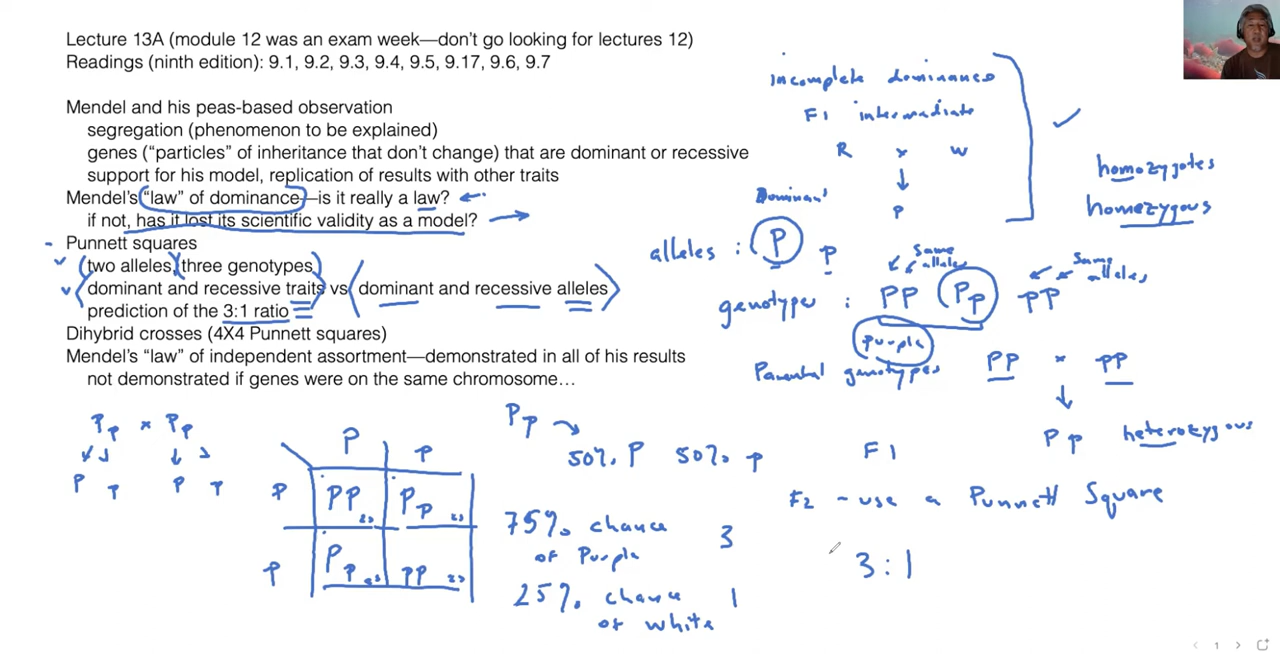 Lecture 13A (module 12 was an exam week—don't go looking for lectures 12)
Readings (ninth edition): 9.1, 9.2, 9.3, 9.4, 9.5, 9.17, 9.6, 9.7
Mendel and his peas-based observation
segregation (phenomenon to be explained)
genes ("particles" of inheritance that don't change) that are dominant or recessive
support for his model, replication of results with other traits
Mendel's "law" of dominance—is it really a law?
if not, has it lost its scientific validity as a model?
Punnett squares
two alleles, three genotypes
dominant and recessive traits vs dominant and recessive alleles
prediction of the 3:1 ratio
Dihybrid crosses (4X4 Punnett squares)
Mendel's "law" of independent assortment—demonstrated in all of his results
not demonstrated if genes were on the same chromosome…
incomplete dominance
F1 intermediate
R x W
P
homozygotes
homezygous
Dominant
alleles : P p
same alleles
same alleles
genotype : PP Pp pp
purple
Parental genotypes PP x pp
Pp heterozygous
F1
F2 - use a Punnett Square
3:1
Pp x Pp
P p P p
P p
P PP Pp
p Pp pp
Pp
50% P 50% p
75% chance of Purple 3
25% chance of white 1
1